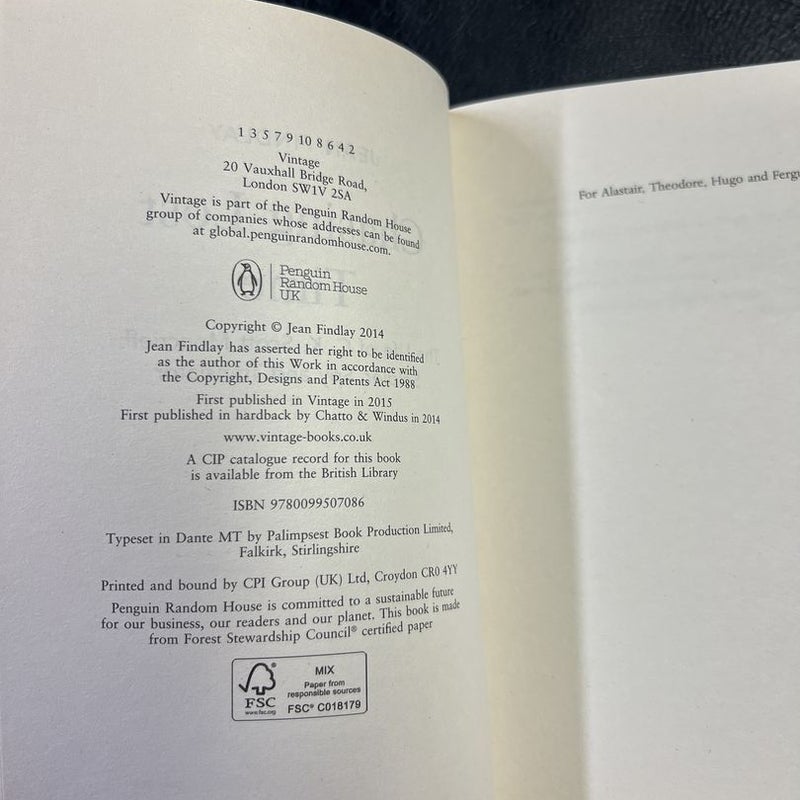 1 3 5 7 9 10 8 6 4 2
Vintage
20 Vauxhall Bridge Road,
London SW1V 2SA
Vintage is part of the Penguin Random House
group of companies whose addresses can be found
at global.penguinrandomhouse.com.
Penguin
Random House
UK
Copyright © Jean Findlay 2014
Jean Findlay has asserted her right to be identified
as the author of this Work in accordance with
the Copyright, Designs and Patents Act 1988
First published in Vintage in 2015
First published in hardback by Chatto & Windus in 2014
www.vintage-books.co.uk
A CIP catalogue record for this book
is available from the British Library
ISBN 9780099507086
Typeset in Dante MT by Palimpsest Book Production Limited,
Falkirk, Stirlingshire
Printed and bound by CPI Group (UK) Ltd, Croydon CR0 4YY
Penguin Random House is committed to a sustainable future
for our business, our readers and our planet. This book is made
from Forest Stewardship Council® certified paper
FSC
www.fsc.org
MIX
Paper from
responsible sources
FSC® C018179
For Alastair, Theodore, Hugo and Fergu